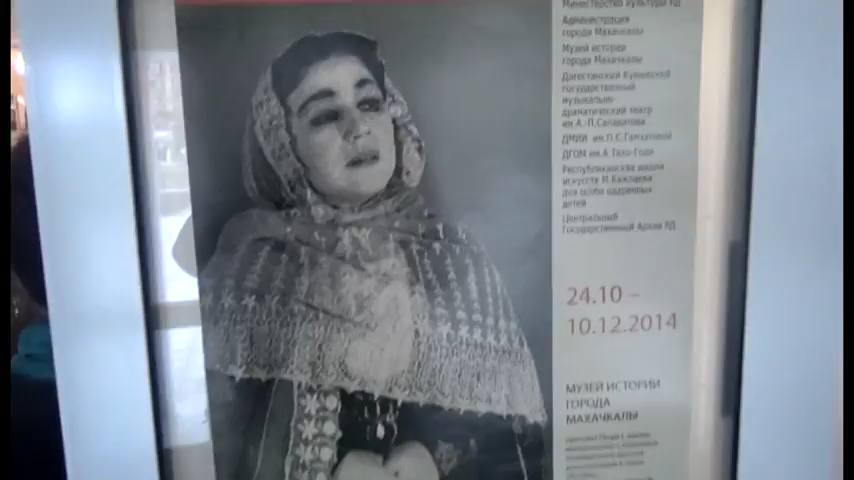 Министерство культуры РД
Администрация
города Махачкалы
Музей истории
города Махачкалы
Дагестанский Кумыкский
государственный
музыкально-
драматический театр
им.А.-П.Салаватова
ДМИИ им.П.С.Гамзатовой
ДГОМ им.А.Тахо-Годи
Республиканская школа
искусств М.Кажлаева
для особо одаренных
детей
Центральный
Государственный Архив РД
24.10 –
10.12.2014
МУЗЕЙ ИСТОРИИ
ГОРОДА
МАХАЧКАЛЫ